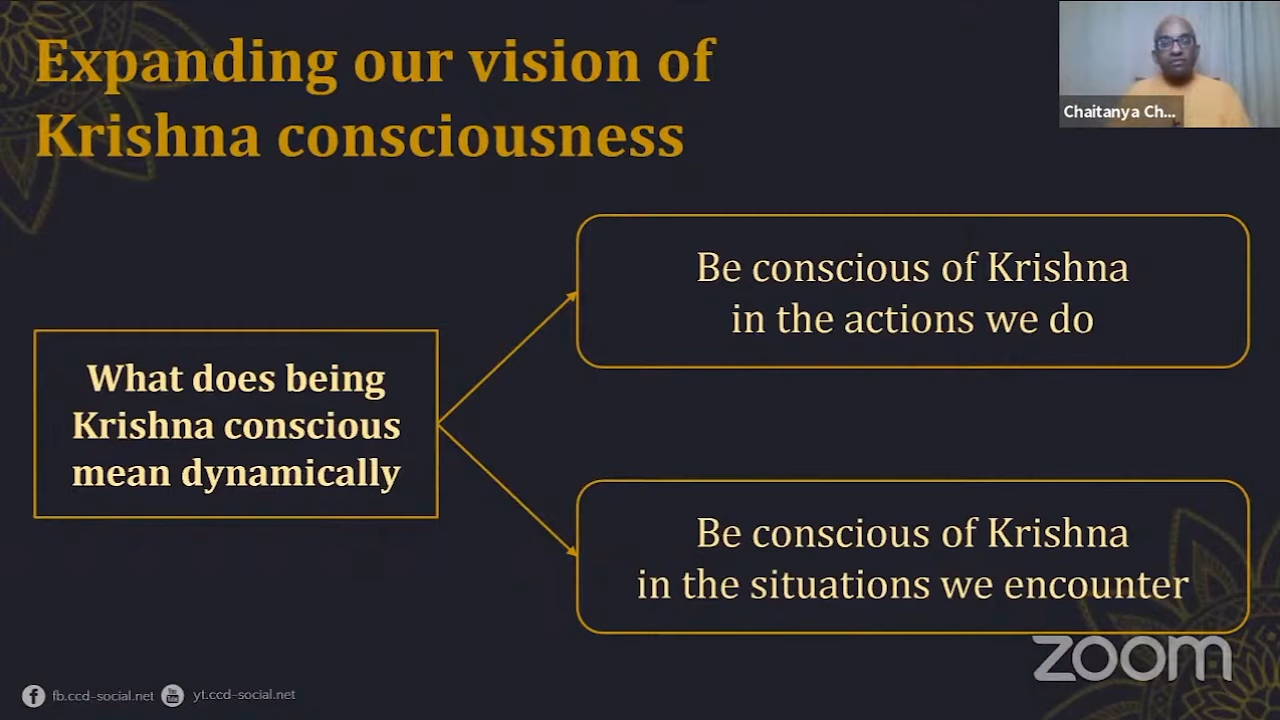 Expanding our vision of
Krishna consciousness
Chaitanya Ch...
Be conscious of Krishna
in the actions we do
What does being
Krishna conscious
mean dynamically
Be conscious of Krishna
in the situations we encounter
zoom
fb.ccd-social.net
You
Tube
yt.ccd-social.net